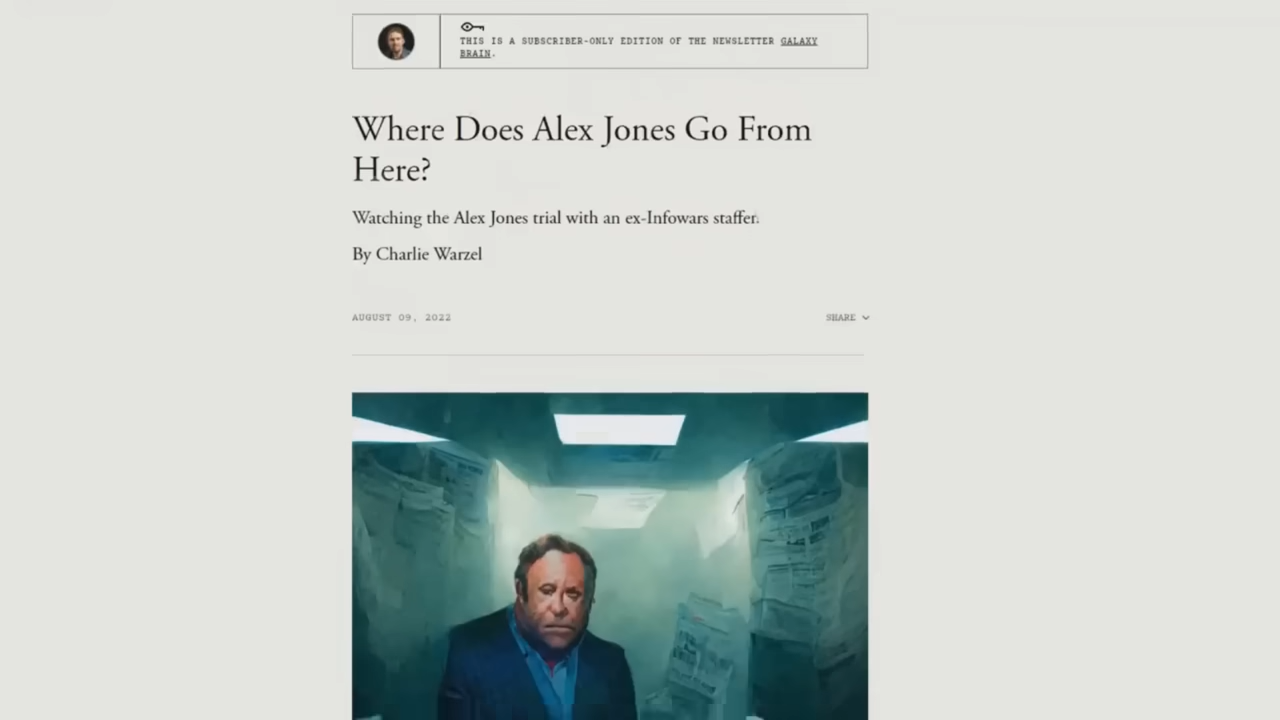 THIS IS A SUBSCRIBER-ONLY EDITION OF THE NEWSLETTER GALAXY
BRAIN.
Where Does Alex Jones Go From
Here?
Watching the Alex Jones trial with an ex-Infowars staffer.
By Charlie Warzel
AUGUST 09, 2022
SHARE